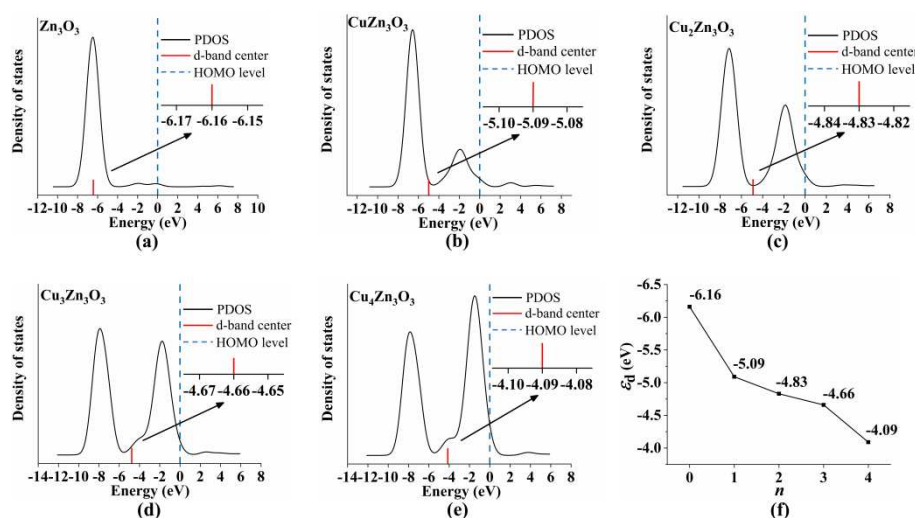 Zn₃O₃
PDOS
d-band center
HOMO level
-6.17 -6.16 -6.15
Density of states
-12 -10 -8 -6 -4 -2 0 2 4 6 8 10
Energy (eV)
(a)
CuZn₃O₃
PDOS
d-band center
HOMO level
-5.10 -5.09 -5.08
Density of states
-12 -10 -8 -6 -4 -2 0 2 4 6 8
Energy (eV)
(b)
Cu₂Zn₃O₃
PDOS
d-band center
HOMO level
-4.84 -4.83 -4.82
Density of states
-12 -10 -8 -6 -4 -2 0 2 4 6 8
Energy (eV)
(c)
Cu₃Zn₃O₃
PDOS
d-band center
HOMO level
-4.67 -4.66 -4.65
Density of states
-14 -12 -10 -8 -6 -4 -2 0 2 4 6 8
Energy (eV)
(d)
Cu₄Zn₃O₃
PDOS
d-band center
HOMO level
-4.10 -4.09 -4.08
Density of states
-14 -12 -10 -8 -6 -4 -2 0 2 4 6 8
Energy (eV)
(e)
-6.5
-6.0
-5.5
-5.0
-4.5
-4.0
εd (eV)
-6.16
-5.09
-4.83
-4.66
-4.09
0 1 2 3 4
n
(f)